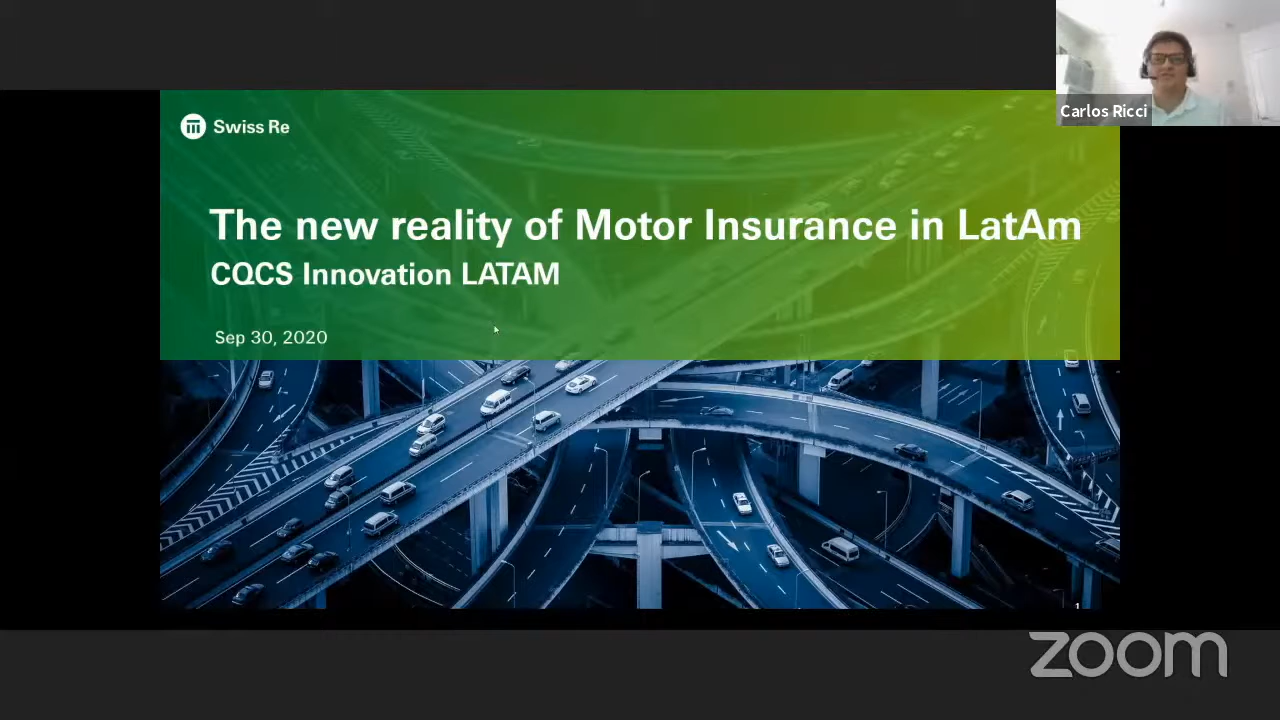 Carlos Ricci
Swiss Re
The new reality of Motor Insurance in LatAm
CQCS Innovation LATAM
Sep 30, 2020
1
zoom